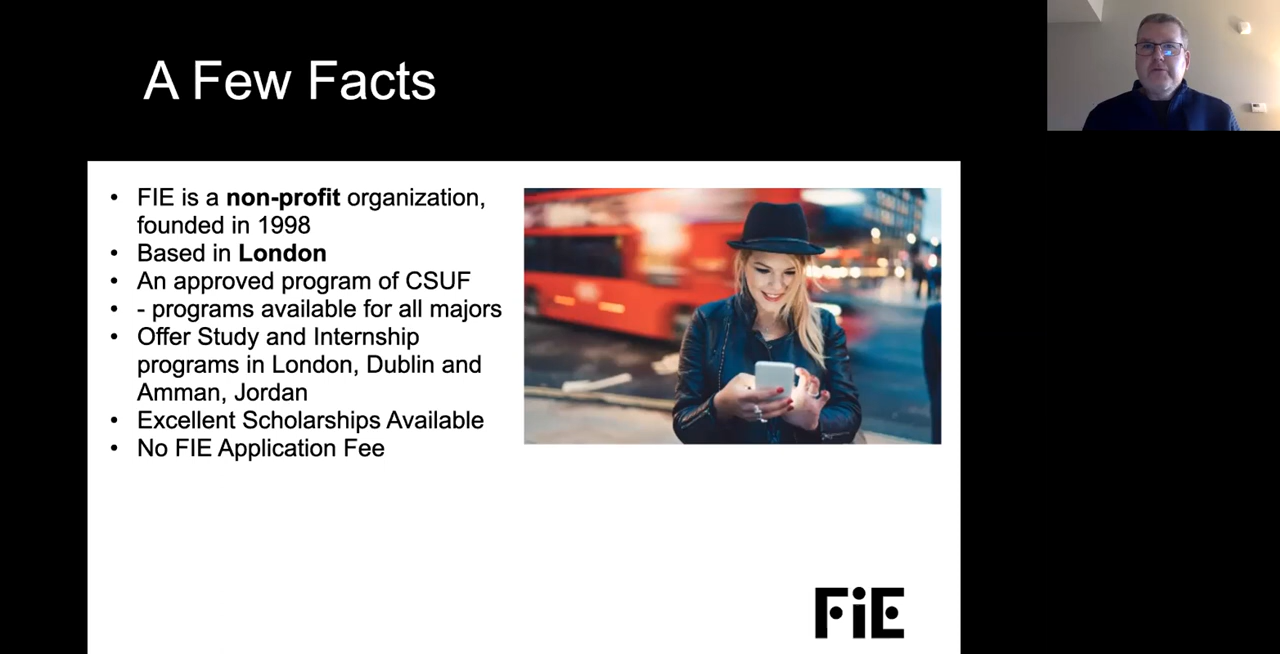 A Few Facts
• FIE is a non-profit organization,
founded in 1998
• Based in London
• An approved program of CSUF
• - programs available for all majors
• Offer Study and Internship
programs in London, Dublin and
Amman, Jordan
• Excellent Scholarships Available
• No FIE Application Fee
FiE